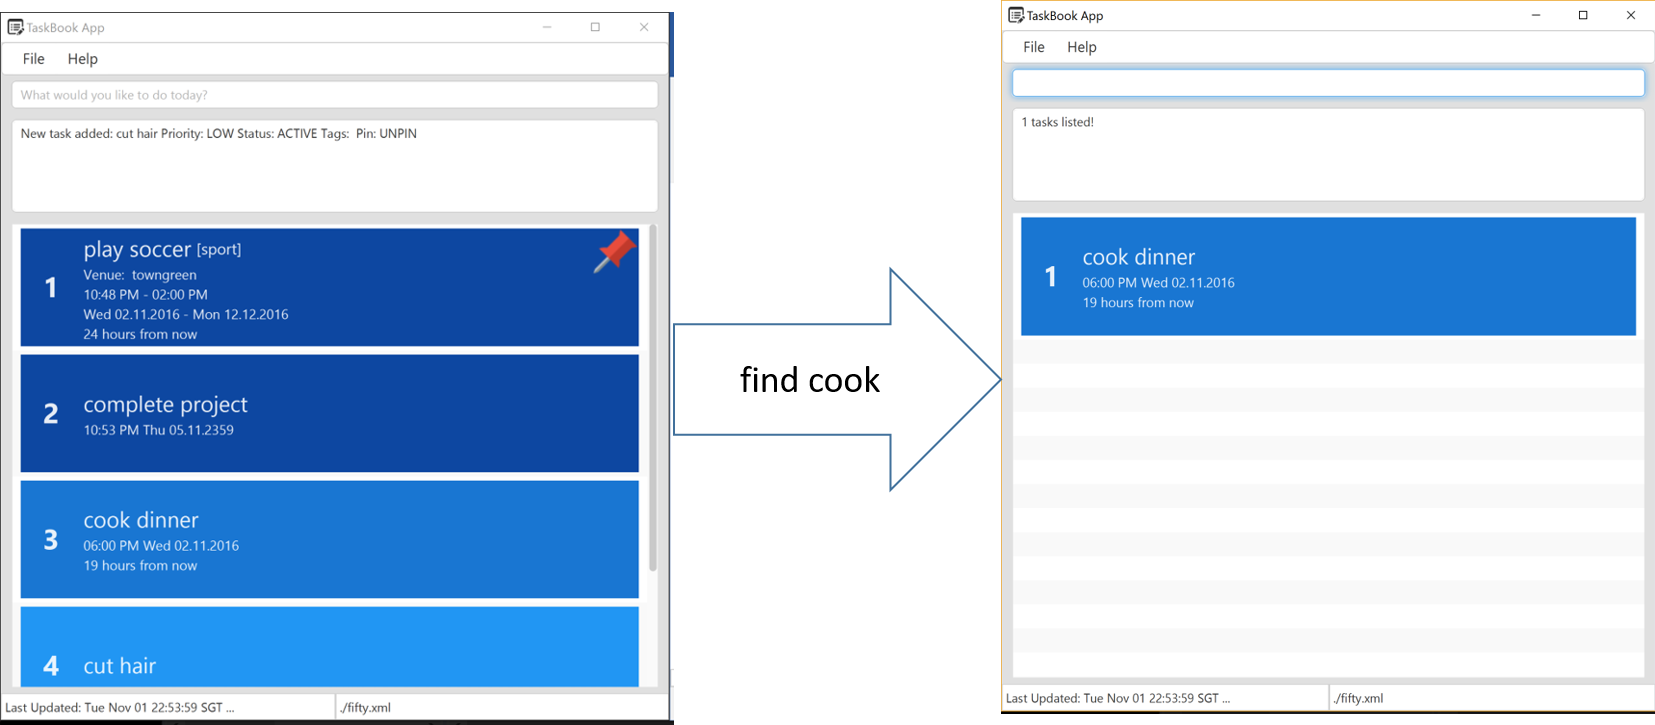 TaskBook App
File Help
What would you like to do today?
New task added: cut hair Priority: LOW Status: ACTIVE Tags:  Pin: UNPIN
1
play soccer [sport]
Venue:  towngreen
10:48 PM - 02:00 PM
Wed 02.11.2016 - Mon 12.12.2016
24 hours from now
2
complete project
10:53 PM Thu 05.11.2359
3
cook dinner
06:00 PM Wed 02.11.2016
19 hours from now
4
cut hair
Last Updated: Tue Nov 01 22:53:59 SGT ...
./fifty.xml
find cook
TaskBook App
File Help
1 tasks listed!
1
cook dinner
06:00 PM Wed 02.11.2016
19 hours from now
Last Updated: Tue Nov 01 22:53:59 SGT ...
./fifty.xml